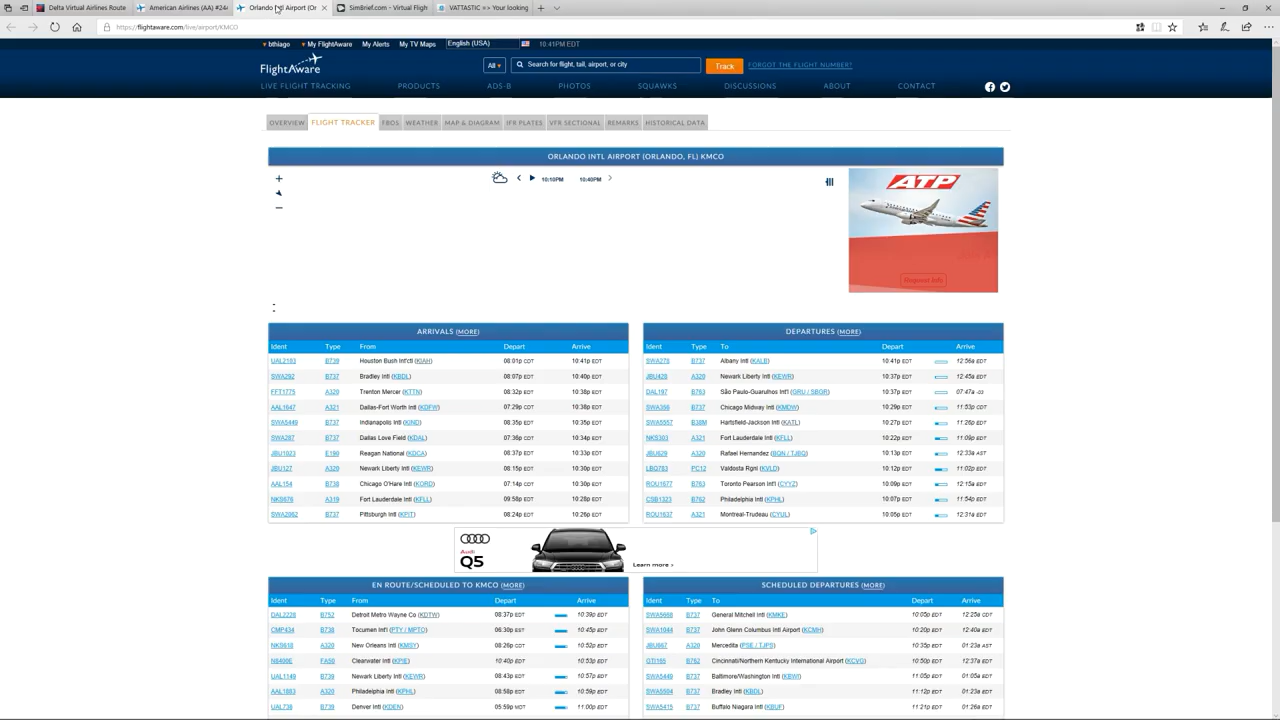 Delta Virtual Airlines Route
American Airlines (AA) #244
Orlando Intl Airport (Or
SimBrief.com - Virtual Fligh
VATTASTIC => Your looking
https://flightaware.com/live/airport/KMCO
bthiago My FlightAware My Alerts My TV Maps English (USA) 10:41PM EDT
FlightAware
All Search for flight, tail, airport, or city Track FORGOT THE FLIGHT NUMBER?
LIVE FLIGHT TRACKING PRODUCTS ADS-B PHOTOS SQUAWKS DISCUSSIONS ABOUT CONTACT
OVERVIEW FLIGHT TRACKER FBOS WEATHER MAP & DIAGRAM IFR PLATES VFR SECTIONAL REMARKS HISTORICAL DATA
ORLANDO INTL AIRPORT (ORLANDO, FL) KMCO
10:10PM 10:40PM
ATP
Request Info
ARRIVALS (MORE)
Ident Type From Depart Arrive
UAL2183 B739 Houston Bush Int'ctl (KIAH) 08:01p CDT 10:41p EDT
SWA282 B737 Bradley Intl (KBDL) 08:07p EDT 10:40p EDT
FFT1775 A320 Trenton Mercer (KTTN) 08:32p EDT 10:38p EDT
AAL1647 A321 Dallas-Fort Worth Intl (KDFW) 07:29p CDT 10:38p EDT
SWA5449 B737 Indianapolis Intl (KIND) 08:35p EDT 10:35p EDT
SWA287 B737 Dallas Love Field (KDAL) 07:36p CDT 10:34p EDT
JBU1923 E190 Reagan National (KDCA) 08:37p EDT 10:33p EDT
JBU127 A320 Newark Liberty Intl (KEWR) 08:15p EDT 10:30p EDT
AAL154 B738 Chicago O'Hare Intl (KORD) 07:14p CDT 10:30p EDT
NKS676 A319 Fort Lauderdale Intl (KFLL) 09:58p EDT 10:28p EDT
SWA2062 B737 Pittsburgh Intl (KPIT) 08:24p EDT 10:26p EDT
DEPARTURES (MORE)
Ident Type To Depart Arrive
SWA278 B737 Albany Intl (KALB) 10:41p EDT 12:56a EDT
JBU428 A320 Newark Liberty Intl (KEWR) 10:37p EDT 12:45a EDT
DAL197 B763 São Paulo-Guarulhos Int'l (GRU / SBGR) 10:37p EDT 07:47a -03
SWA356 B737 Chicago Midway Intl (KMDW) 10:29p EDT 11:53p CDT
SWA5557 B38M Hartsfield-Jackson Intl (KATL) 10:27p EDT 11:26p EDT
NKS303 A321 Fort Lauderdale Intl (KFLL) 10:22p EDT 11:09p EDT
JBU829 A320 Rafael Hernandez (BQN / TJBQ) 10:13p EDT 12:33a AST
LBQ783 PC12 Valdosta Rgnl (KVLD) 10:12p EDT 11:02p EDT
ROU1677 B763 Toronto Pearson Int'l (CYYZ) 10:09p EDT 12:15a EDT
CSB1323 B762 Philadelphia Intl (KPHL) 10:07p EDT 11:54p EDT
ROU1637 A321 Montreal-Trudeau (CYUL) 10:05p EDT 12:31a EDT
Audi
Q5
Learn more >
EN ROUTE/SCHEDULED TO KMCO (MORE)
Ident Type From Depart Arrive
DAL2228 B752 Detroit Metro Wayne Co (KDTW) 08:37p EDT 10:39p EDT
CMP434 B738 Tocumen Int'l (PTY / MPTO) 06:30p EST 10:45p EDT
NKS618 A320 New Orleans Intl (KMSY) 08:26p CDT 10:52p EDT
N8400E FA50 Clearwater Intl (KPIE) 10:40p EDT 10:53p EDT
UAL1149 B739 Newark Liberty Intl (KEWR) 08:43p EDT 10:57p EDT
AAL1883 A320 Philadelphia Intl (KPHL) 08:58p EDT 10:59p EDT
UAL738 B739 Denver Intl (KDEN) 05:59p MDT 11:00p EDT
SCHEDULED DEPARTURES (MORE)
Ident Type To Depart Arrive
SWA5668 B737 General Mitchell Intl (KMKE) 10:05p EDT 12:25a CDT
SWA1044 B737 John Glenn Columbus Intl Airport (KCMH) 10:20p EDT 12:40a EDT
JBU667 A320 Mercedita (PSE / TJPS) 10:35p EDT 01:23a AST
GTI165 B762 Cincinnati/Northern Kentucky International Airport (KCVG) 10:50p EDT 12:37a EDT
SWA5449 B737 Baltimore/Washington Intl (KBWI) 11:05p EDT 01:05a EDT
SWA5504 B737 Bradley Intl (KBDL) 11:12p EDT 01:23a EDT
SWA5415 B737 Buffalo Niagara Intl (KBUF) 11:21p EDT 01:26a EDT